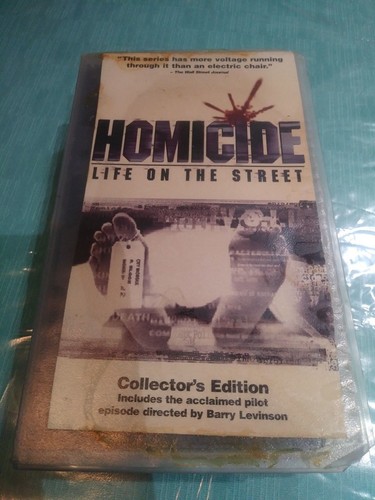 "This series has more voltage running
through it than an electric chair."
– The Wall Street Journal
HOMICIDE
LIFE ON THE STREET
Collector's Edition
Includes the acclaimed pilot
episode directed by Barry Levinson